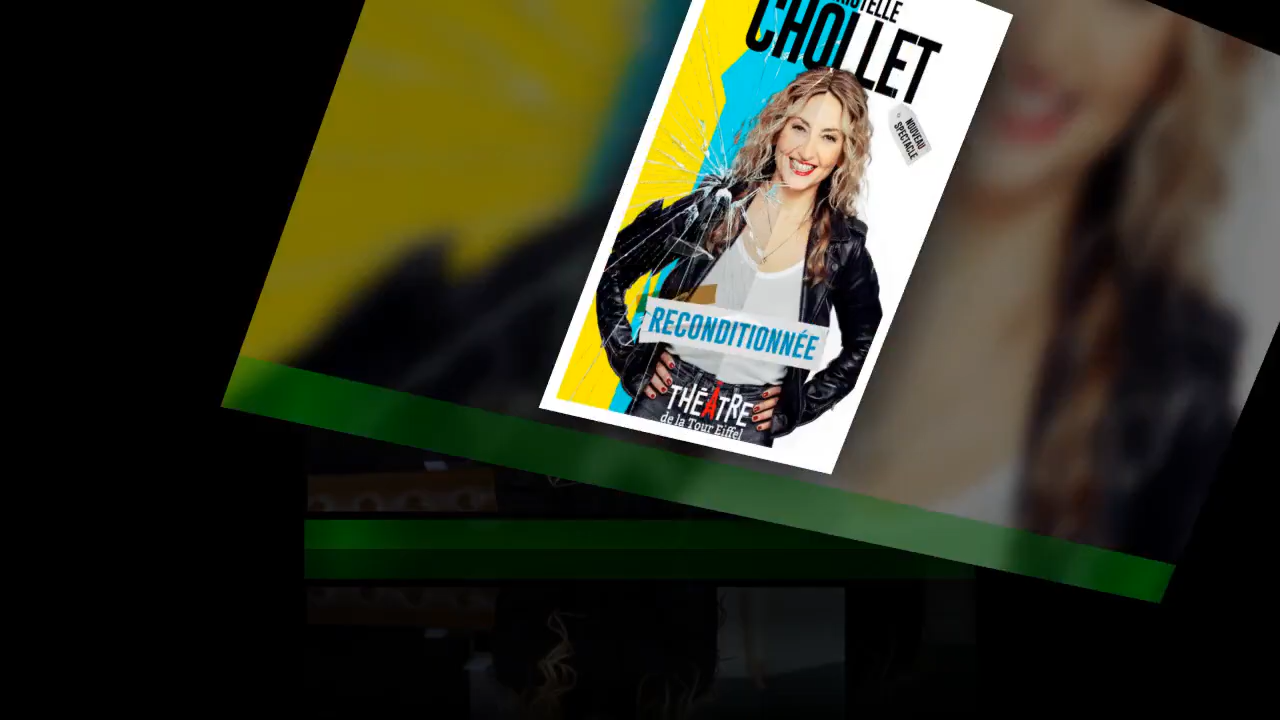 CHOLLET
NOUVEAU
SPECTACLE
RECONDITIONNÉE
THÉÂTRE
de la Tour Eiffel